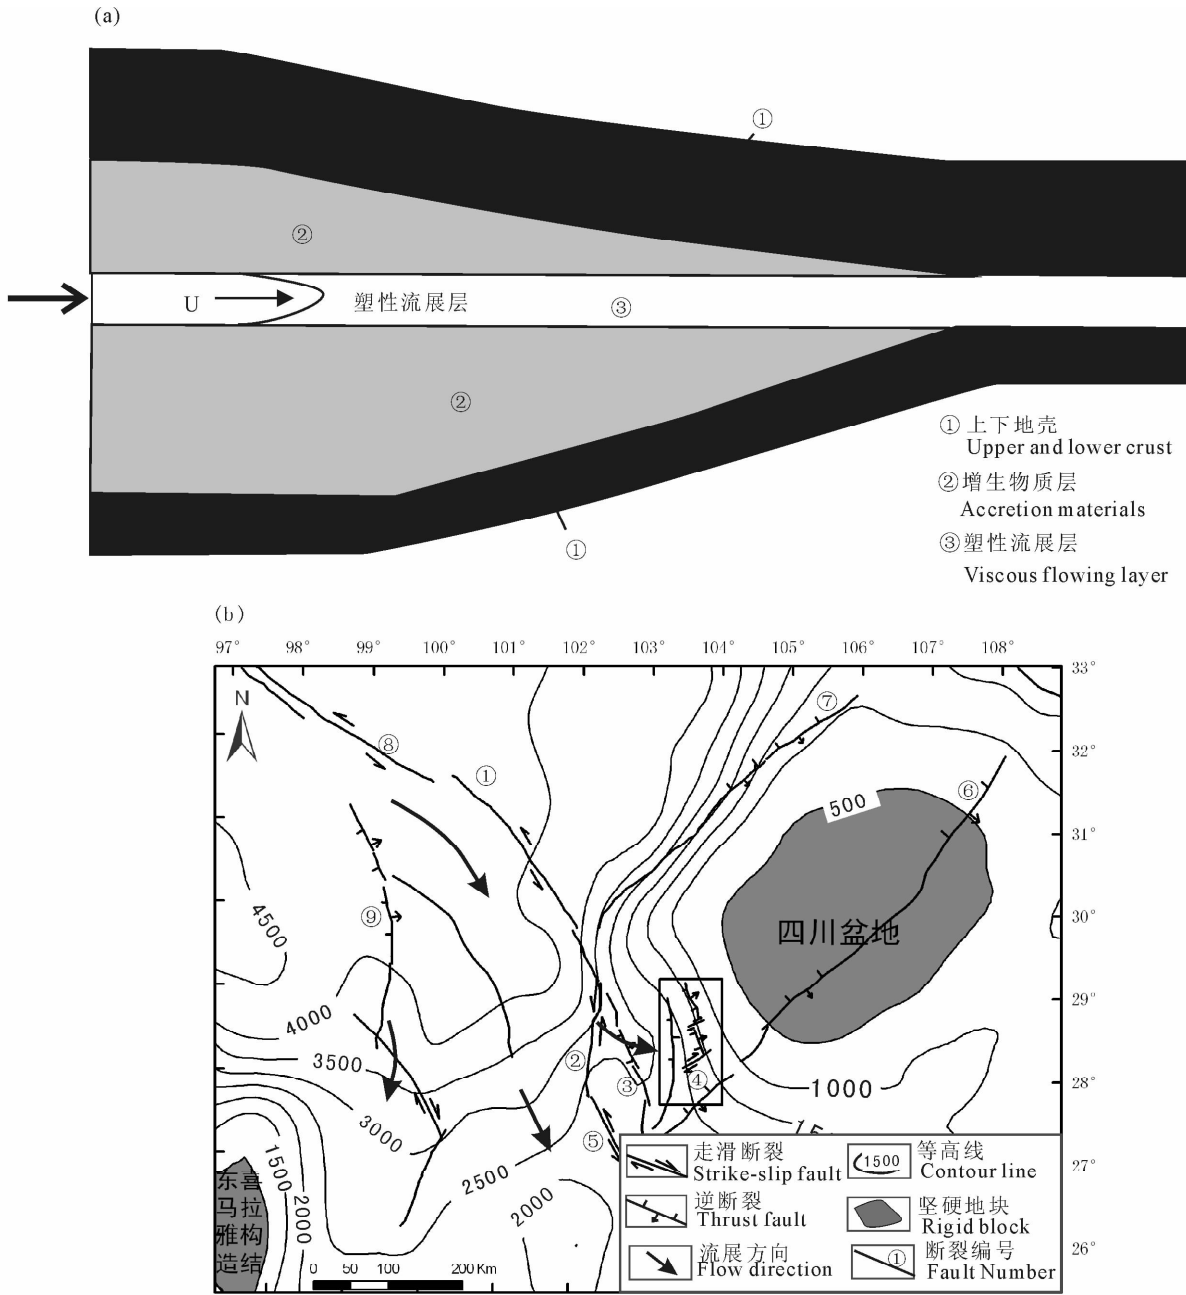 (a)
①
②
U
塑性流展层
③
②
①
①上下地壳
Upper and lower crust
②增生物质层
Accretion materials
③塑性流展层
Viscous flowing layer
(b)
97° 98° 99° 100° 101° 102° 103° 104° 105° 106° 107° 108°
33°
N
⑦
⑧
32°
①
⑥
500
31°
⑨
4500
四川盆地
30°
29°
4000
3500
②
③
④
1000
28°
3000
⑤
1500
2000
2500
2000
27°
26°
东喜
马拉
雅构
造结
0 50 100 200 Km
走滑断裂
Strike-slip fault
1500
等高线
Contour line
逆断裂
Thrust fault
坚硬地块
Rigid block
流展方向
Flow direction
①
断裂编号
Fault Number